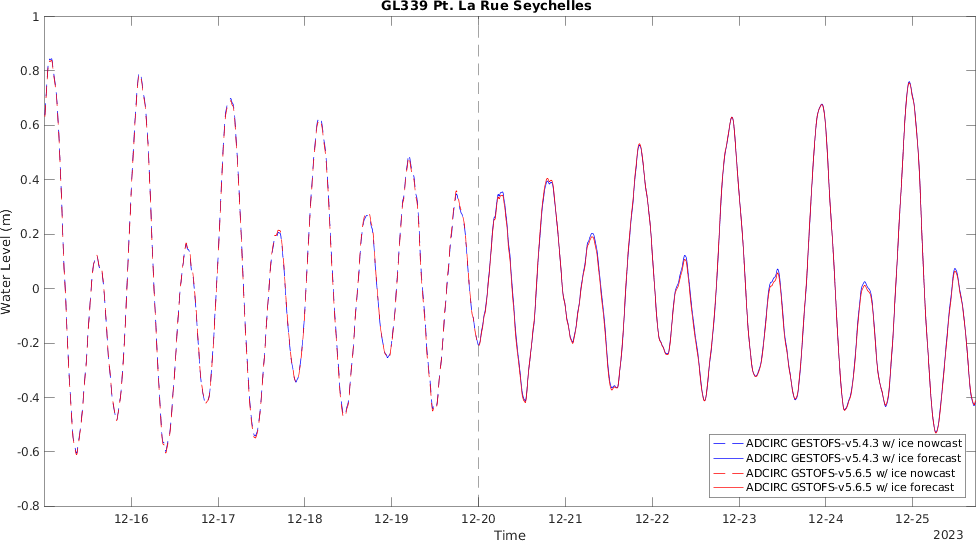 GL339 Pt. La Rue Seychelles
1
0.8
0.6
0.4
0.2
0
-0.2
-0.4
-0.6
-0.8
Water Level (m)
ADCIRC GESTOFS-v5.4.3 w/ ice nowcast
ADCIRC GESTOFS-v5.4.3 w/ ice forecast
ADCIRC GSTOFS-v5.6.5 w/ ice nowcast
ADCIRC GSTOFS-v5.6.5 w/ ice forecast
12-16 12-17 12-18 12-19 12-20 12-21 12-22 12-23 12-24 12-25
Time
2023